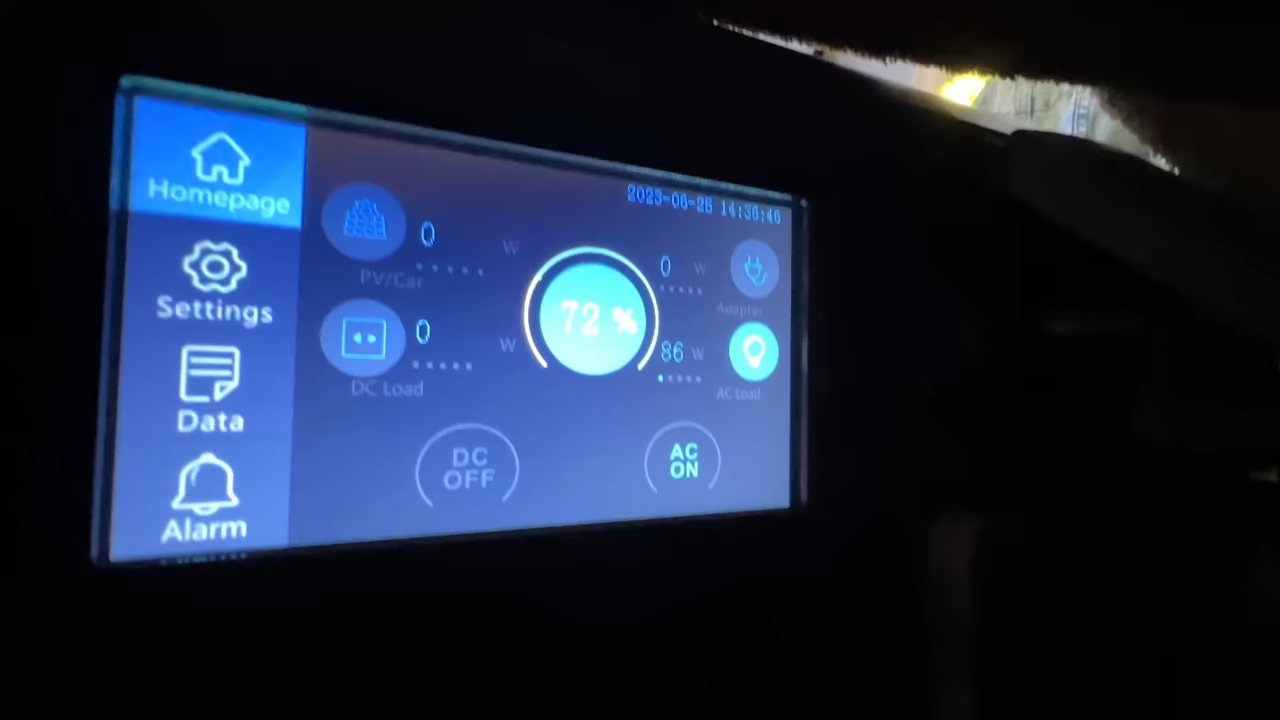 Homepage
Settings
Data
Alarm
2023-06-25 14:36:46
0 W
PV/Car
0 W
DC Load
72 %
0 W
Adapter
86 W
AC Load
DC
OFF
AC
ON